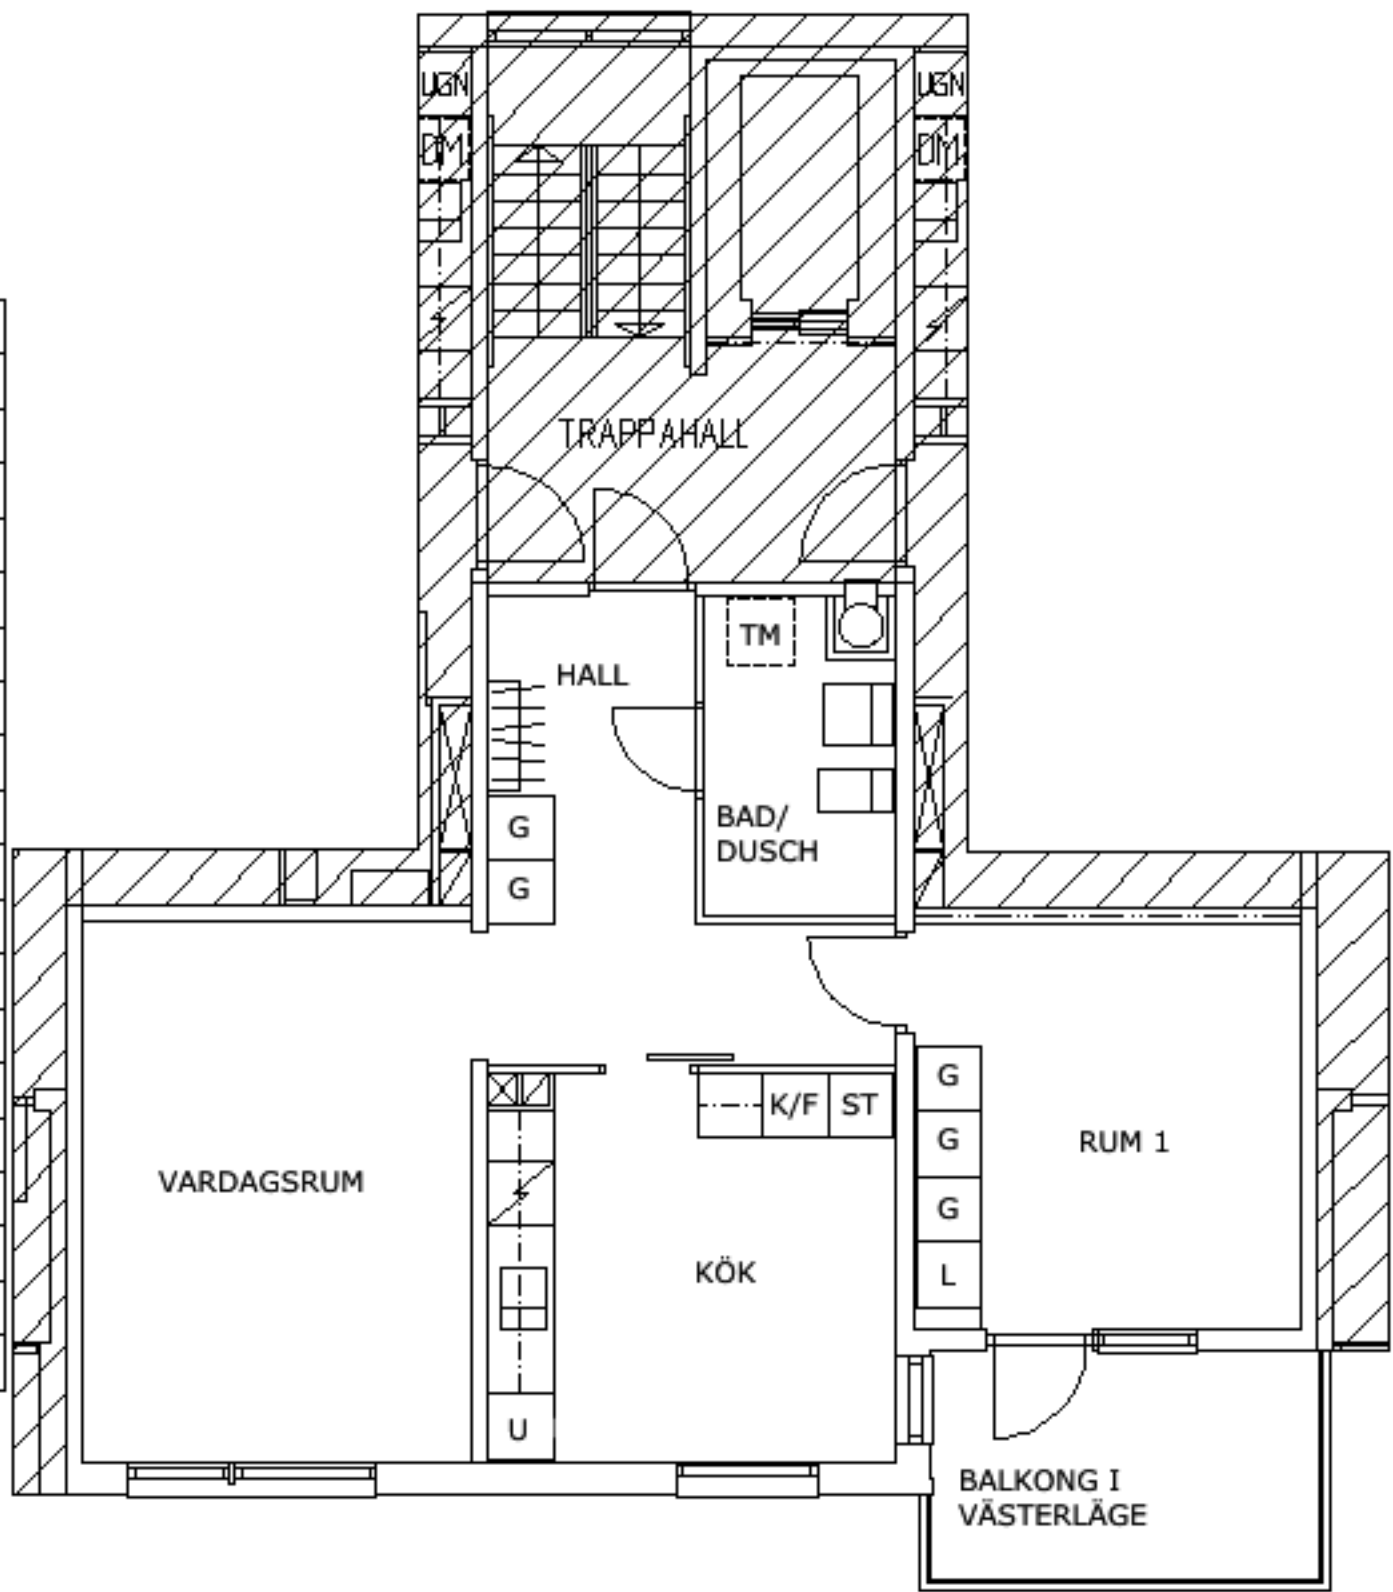 UGN
UGN
DM
DM
TRAPPAHALL
TM
HALL
BAD/
DUSCH
G
G
G
K/F
ST
G
RUM 1
VARDAGSRUM
G
KÖK
L
U
BALKONG I
VÄSTERLÄGE